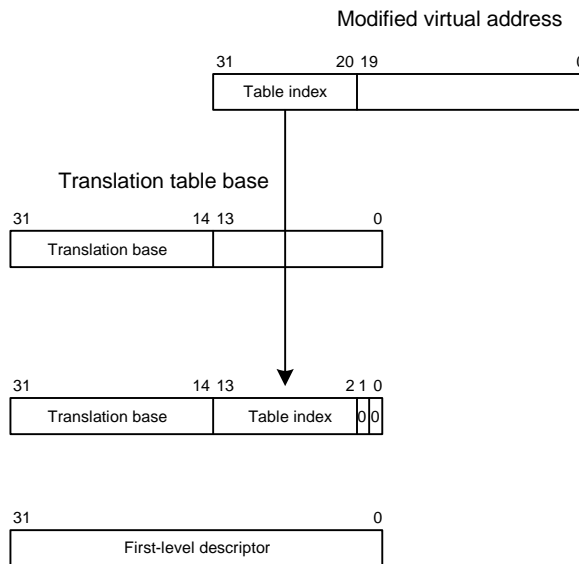 Modified virtual address
31 20 19 0
Table index
Translation table base
31 14 13 0
Translation base
31 14 13 2 1 0
Translation base Table index 0 0
31 0
First-level descriptor